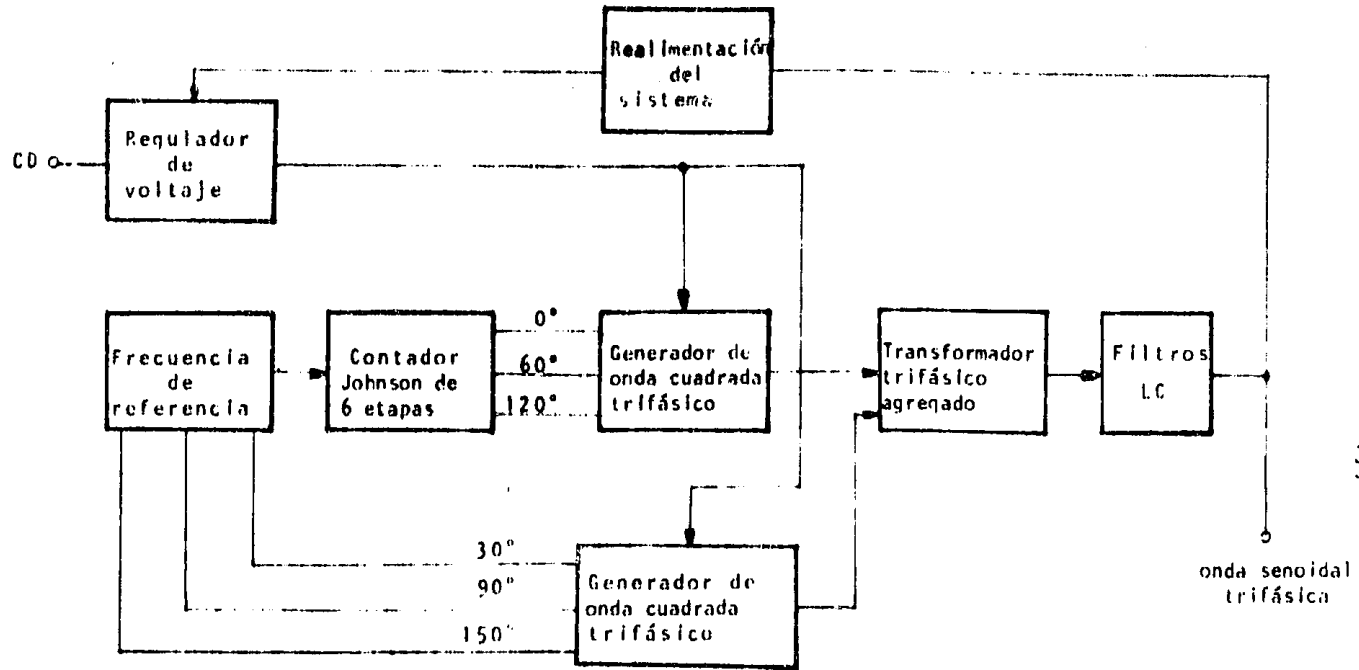 Realimentación
del
sistema
Regulador
de
voltaje
CD
Frecuencia
de
referencia
Contador
Johnson de
6 etapas
0°
60°
120°
Generador de
onda cuadrada
trifásico
Transformador
trifásico
agregado
Filtros
LC
30°
90°
150°
Generador de
onda cuadrada
trifásico
onda senoidal
trifásica